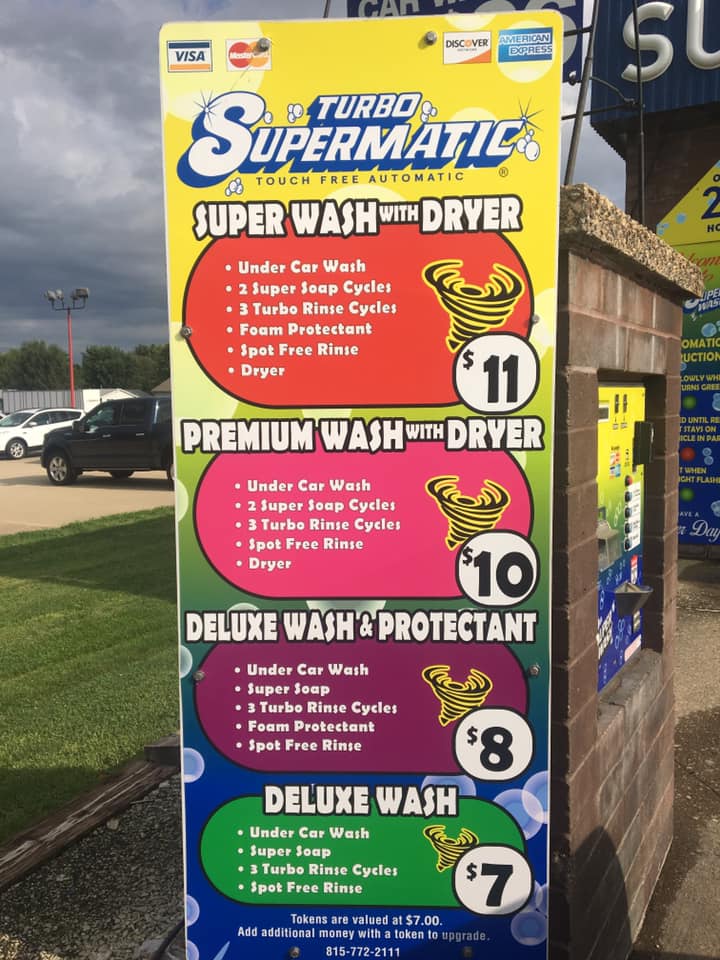 CAR
SU
VISA
MasterCard
DISCOVER
AMERICAN EXPRESS
TURBO
SUPERMATIC®
TOUCH FREE AUTOMATIC
SUPER WASH WITH DRYER
• Under Car Wash
• 2 Super Soap Cycles
• 3 Turbo Rinse Cycles
• Foam Protectant
• Spot Free Rinse
• Dryer
$11
PREMIUM WASH WITH DRYER
• Under Car Wash
• 2 Super Soap Cycles
• 3 Turbo Rinse Cycles
• Spot Free Rinse
• Dryer
$10
DELUXE WASH & PROTECTANT
• Under Car Wash
• Super Soap
• 3 Turbo Rinse Cycles
• Foam Protectant
• Spot Free Rinse
$8
DELUXE WASH
• Under Car Wash
• Super Soap
• 3 Turbo Rinse Cycles
• Spot Free Rinse
$7
Tokens are valued at $7.00.
Add additional money with a token to upgrade.
815-772-2111